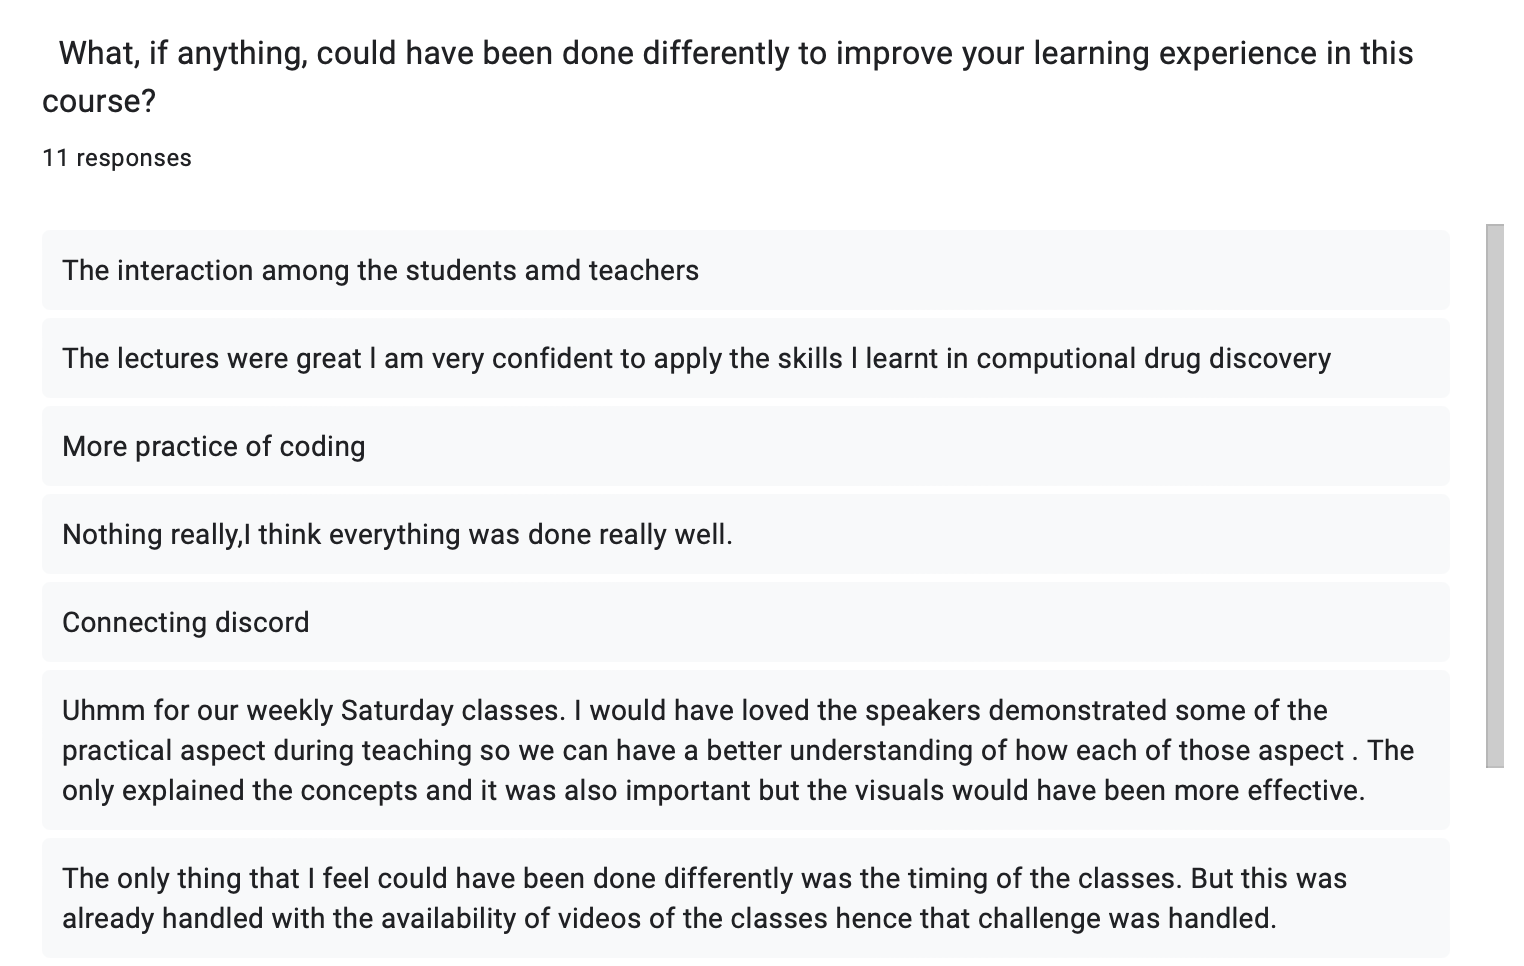 What, if anything, could have been done differently to improve your learning experience in this
course?
11 responses
The interaction among the students amd teachers
The lectures were great I am very confident to apply the skills I learnt in computional drug discovery
More practice of coding
Nothing really,I think everything was done really well.
Connecting discord
Uhmm for our weekly Saturday classes. I would have loved the speakers demonstrated some of the
practical aspect during teaching so we can have a better understanding of how each of those aspect . The
only explained the concepts and it was also important but the visuals would have been more effective.
The only thing that I feel could have been done differently was the timing of the classes. But this was
already handled with the availability of videos of the classes hence that challenge was handled.